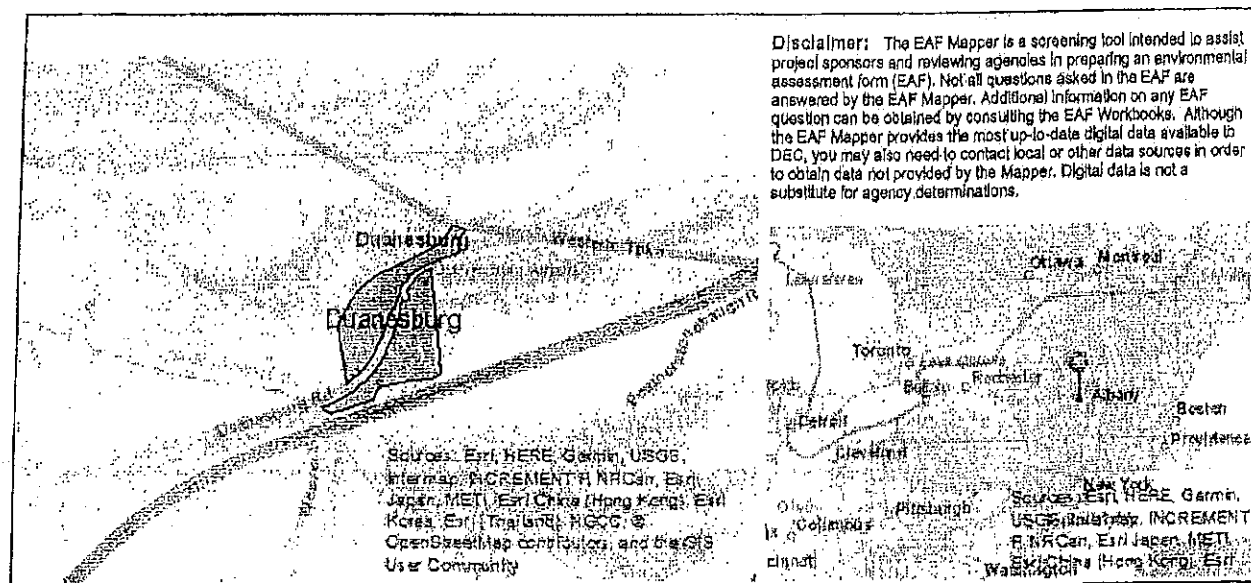 Disclaimer: The EAF Mapper is a screening tool intended to assist
project sponsors and reviewing agencies in preparing an environmental
assessment form (EAF). Not all questions asked in the EAF are
answered by the EAF Mapper. Additional information on any EAF
question can be obtained by consulting the EAF Workbooks. Although
the EAF Mapper provides the most up-to-date digital data available to
DEC, you may also need to contact local or other data sources in order
to obtain data not provided by the Mapper. Digital data is not a
substitute for agency determinations.
Duanesburg
Western Tpk
Duanesburg
Duanesburg Rd
Sources: Esri, HERE, Garmin, USGS,
Intermap, INCREMENT P, NRCan, Esri
Japan, METI, Esri China (Hong Kong), Esri
Korea, Esri (Thailand), NGCC, ©
OpenStreetMap contributors, and the GIS
User Community
Ottawa
Montreal
Toronto
Rochester
Buffalo
Albany
Detroit
Boston
Cleveland
Providence
New York
Pittsburgh
Columbus
Washington
Sources: Esri, HERE, Garmin,
USGS, Intermap, INCREMENT
P, NRCan, Esri Japan, METI,
Esri China (Hong Kong), Esri